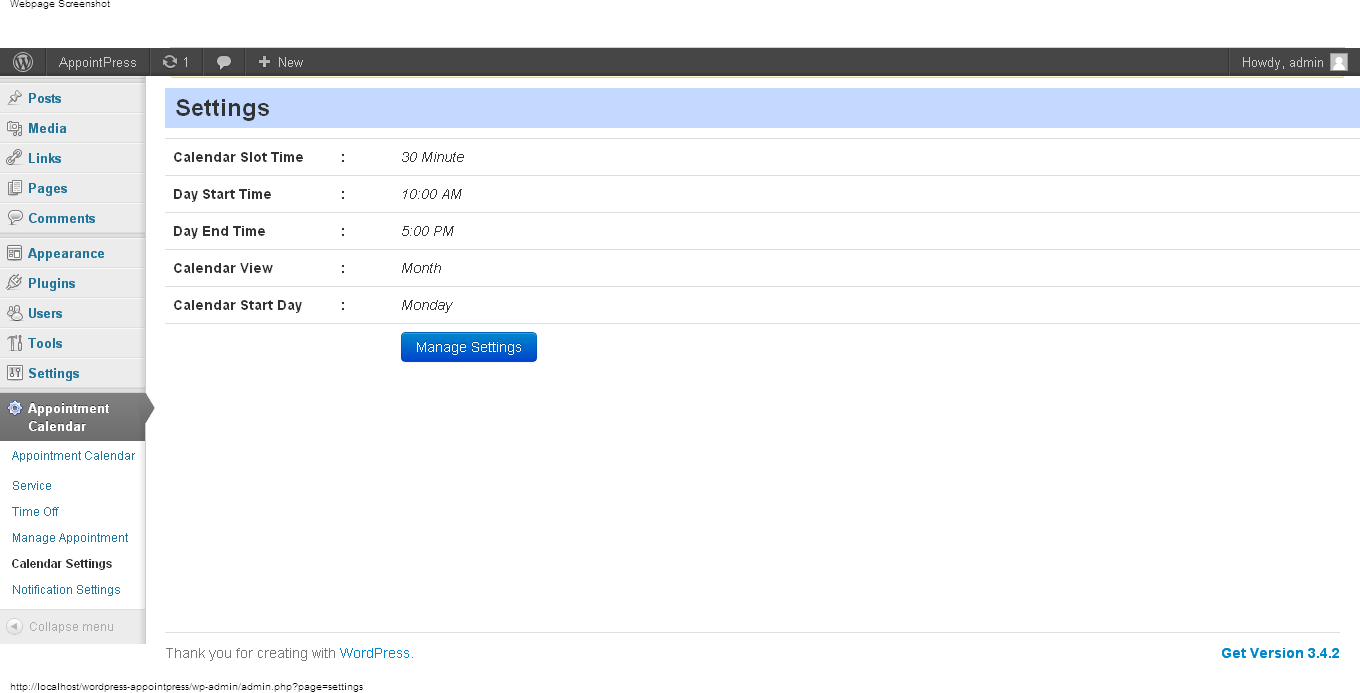 Webpage Screenshot
AppointPress 1 New Howdy, admin
Posts
Media
Links
Pages
Comments
Appearance
Plugins
Users
Tools
Settings
Appointment
Calendar
Appointment Calendar
Service
Time Off
Manage Appointment
Calendar Settings
Notification Settings
Collapse menu
Settings
Calendar Slot Time : 30 Minute
Day Start Time : 10:00 AM
Day End Time : 5:00 PM
Calendar View : Month
Calendar Start Day : Monday
Manage Settings
Thank you for creating with WordPress. Get Version 3.4.2
http://localhost/wordpress-appointpress/wp-admin/admin.php?page=settings